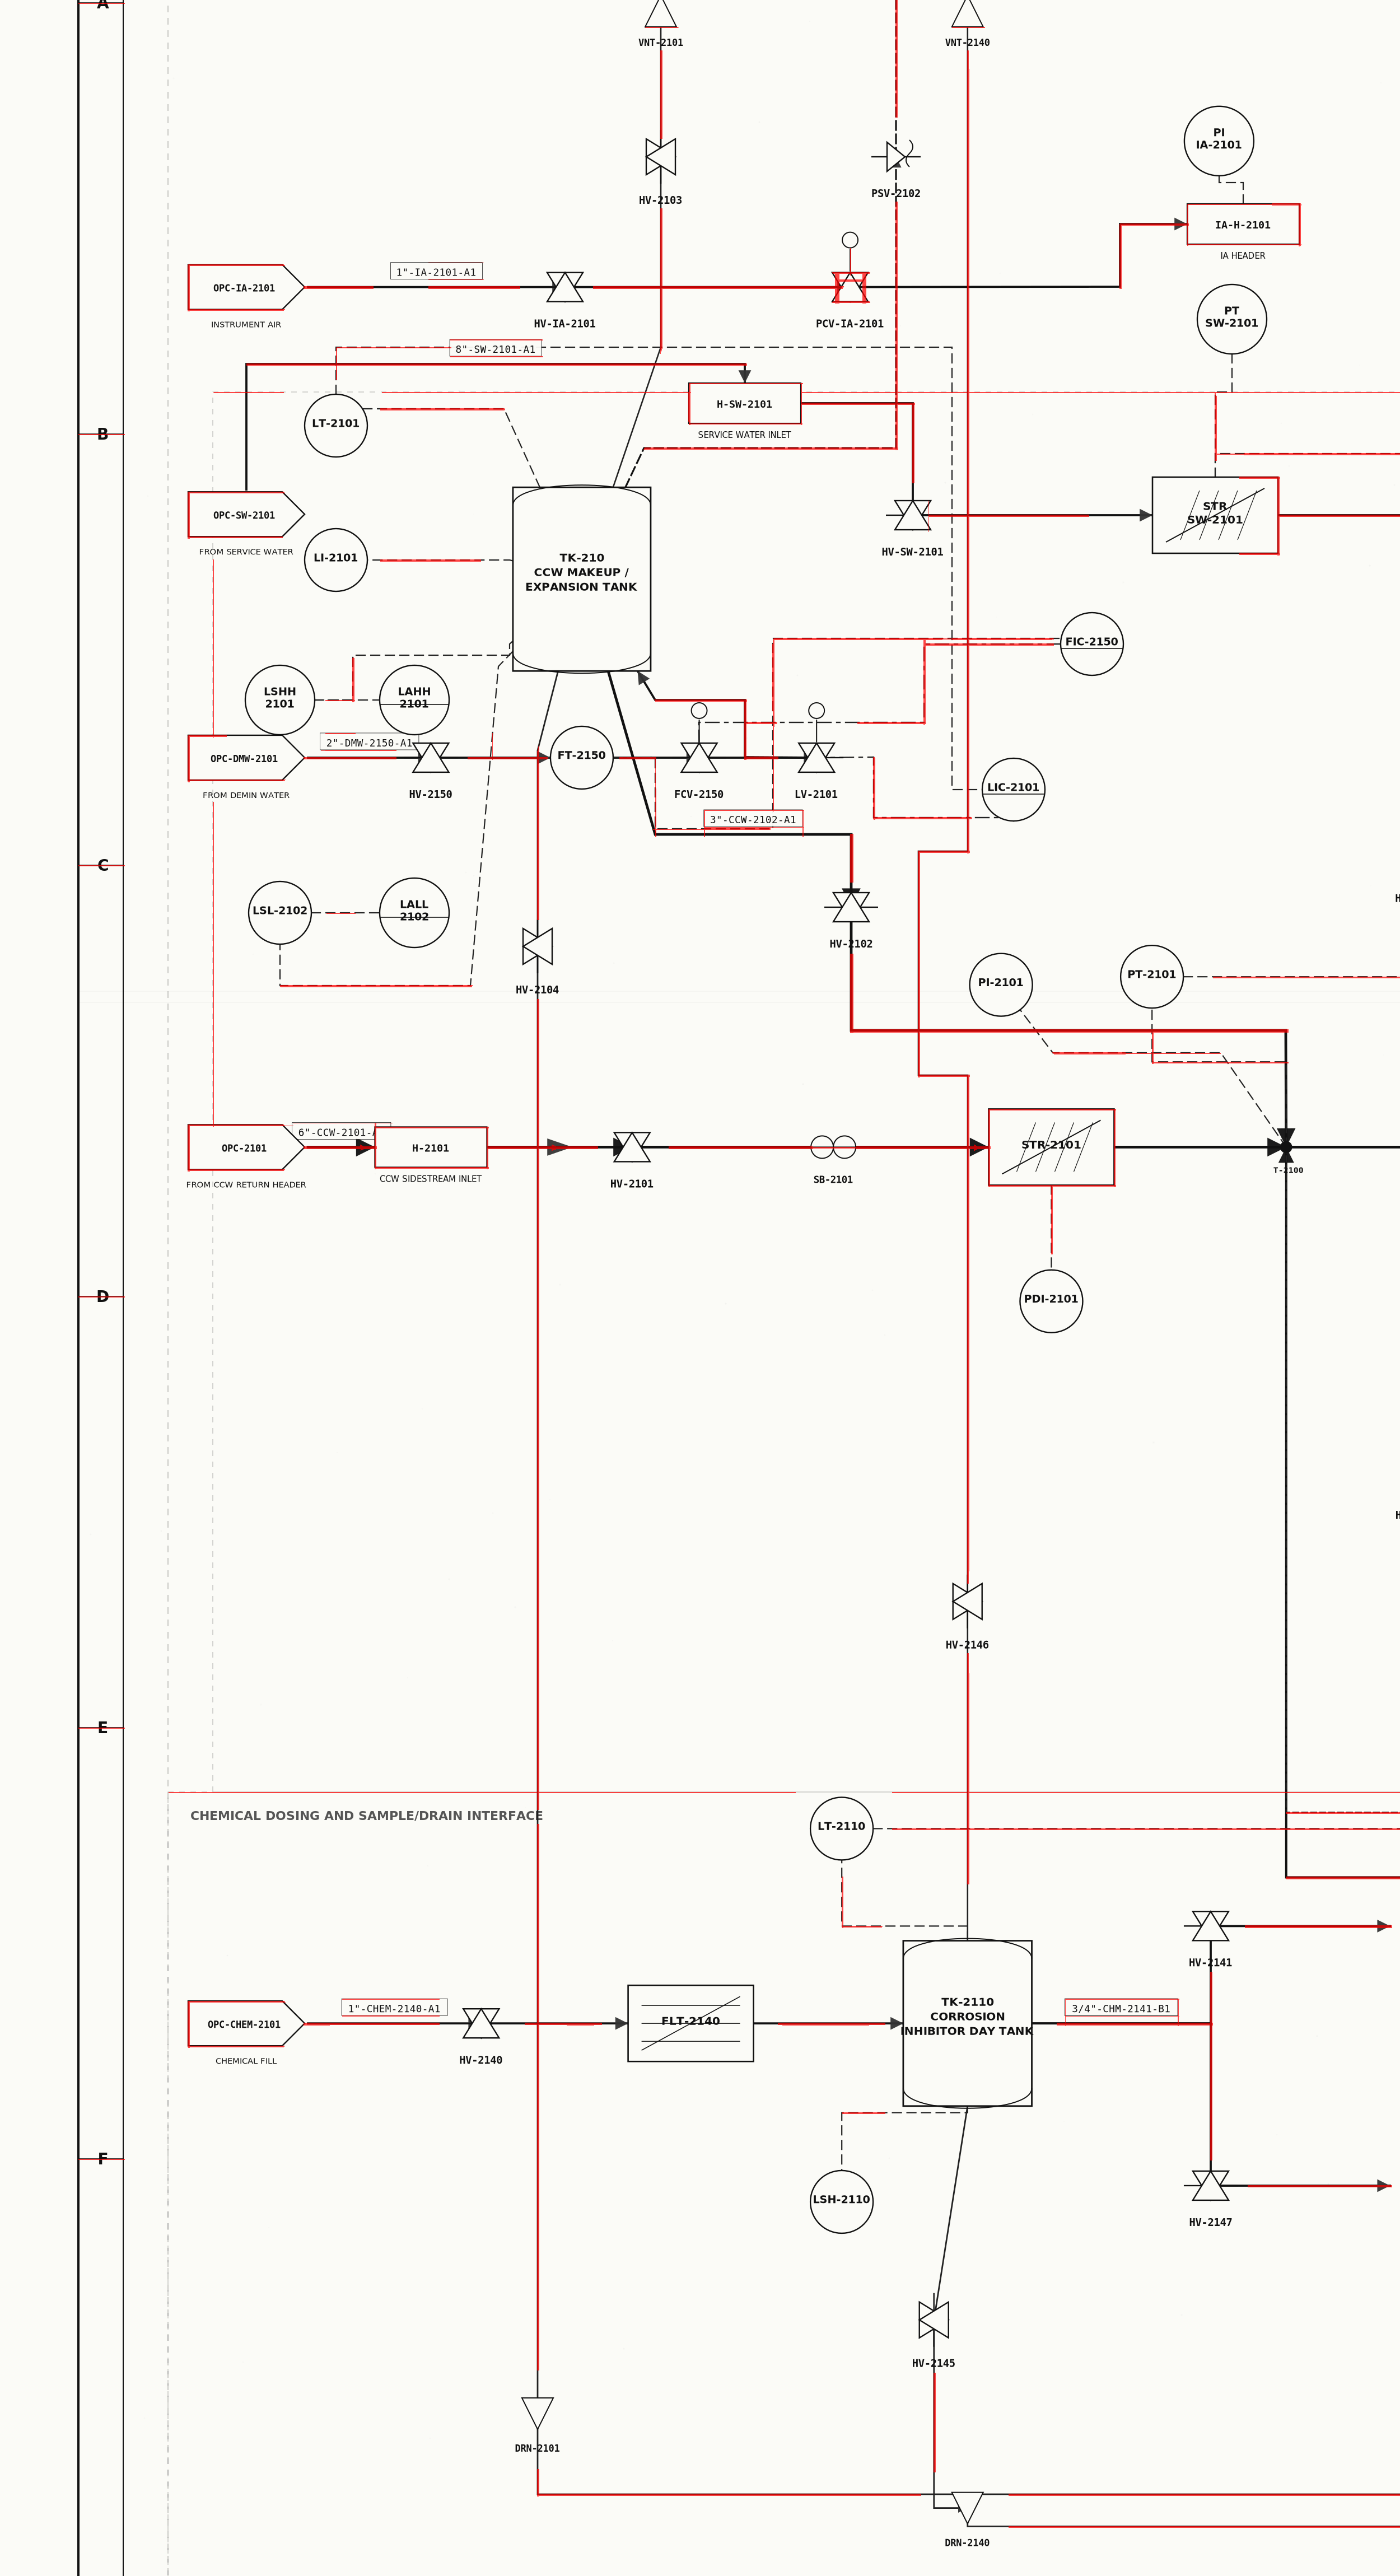 A
VNT-2101
VNT-2140
PI
IA-2101
HV-2103
PSV-2102
IA-H-2101
IA HEADER
1"-IA-2101-A1
OPC-IA-2101
INSTRUMENT AIR
HV-IA-2101
PCV-IA-2101
PT
SW-2101
8"-SW-2101-A1
H-SW-2101
SERVICE WATER INLET
LT-2101
B
OPC-SW-2101
FROM SERVICE WATER
STR
SW-2101
HV-SW-2101
LI-2101
TK-210
CCW MAKEUP /
EXPANSION TANK
FIC-2150
LSHH
2101
LAHH
2101
2"-DMW-2150-A1
OPC-DMW-2101
FROM DEMIN WATER
HV-2150
FT-2150
FCV-2150
LV-2101
LIC-2101
3"-CCW-2102-A1
C
LSL-2102
LALL
2102
H
HV-2102
HV-2104
PI-2101
PT-2101
6"-CCW-2101-A
OPC-2101
FROM CCW RETURN HEADER
H-2101
CCW SIDESTREAM INLET
HV-2101
SB-2101
STR-2101
T-2100
D
PDI-2101
H
HV-2146
E
CHEMICAL DOSING AND SAMPLE/DRAIN INTERFACE
LT-2110
HV-2141
1"-CHEM-2140-A1
OPC-CHEM-2101
CHEMICAL FILL
HV-2140
FLT-2140
TK-2110
CORROSION
INHIBITOR DAY TANK
3/4"-CHM-2141-B1
F
LSH-2110
HV-2147
HV-2145
DRN-2101
DRN-2140